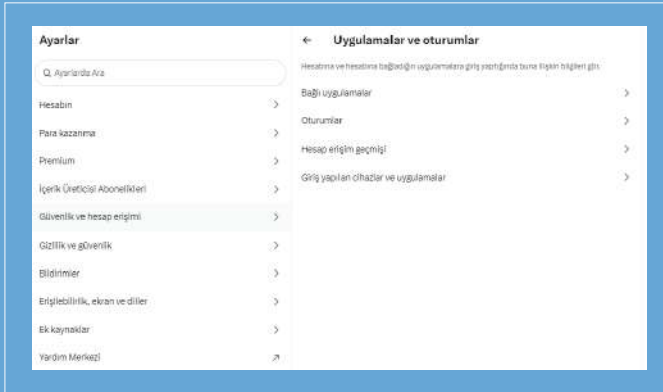 Ayarlar
Ayarlarda Ara
Hesabın
Para kazanma
Premium
İçerik Üreticisi Abonelikleri
Güvenlik ve hesap erişimi
Gizlilik ve güvenlik
Bildirimler
Erişilebilirlik, ekran ve diller
Ek kaynaklar
Yardım Merkezi
Uygulamalar ve oturumlar
Hesabına ve hesabına bağladığın uygulamalara giriş yaptığında buna ilişkin bilgileri gör.
Bağlı uygulamalar
Oturumlar
Hesap erişim geçmişi
Giriş yapılan cihazlar ve uygulamalar